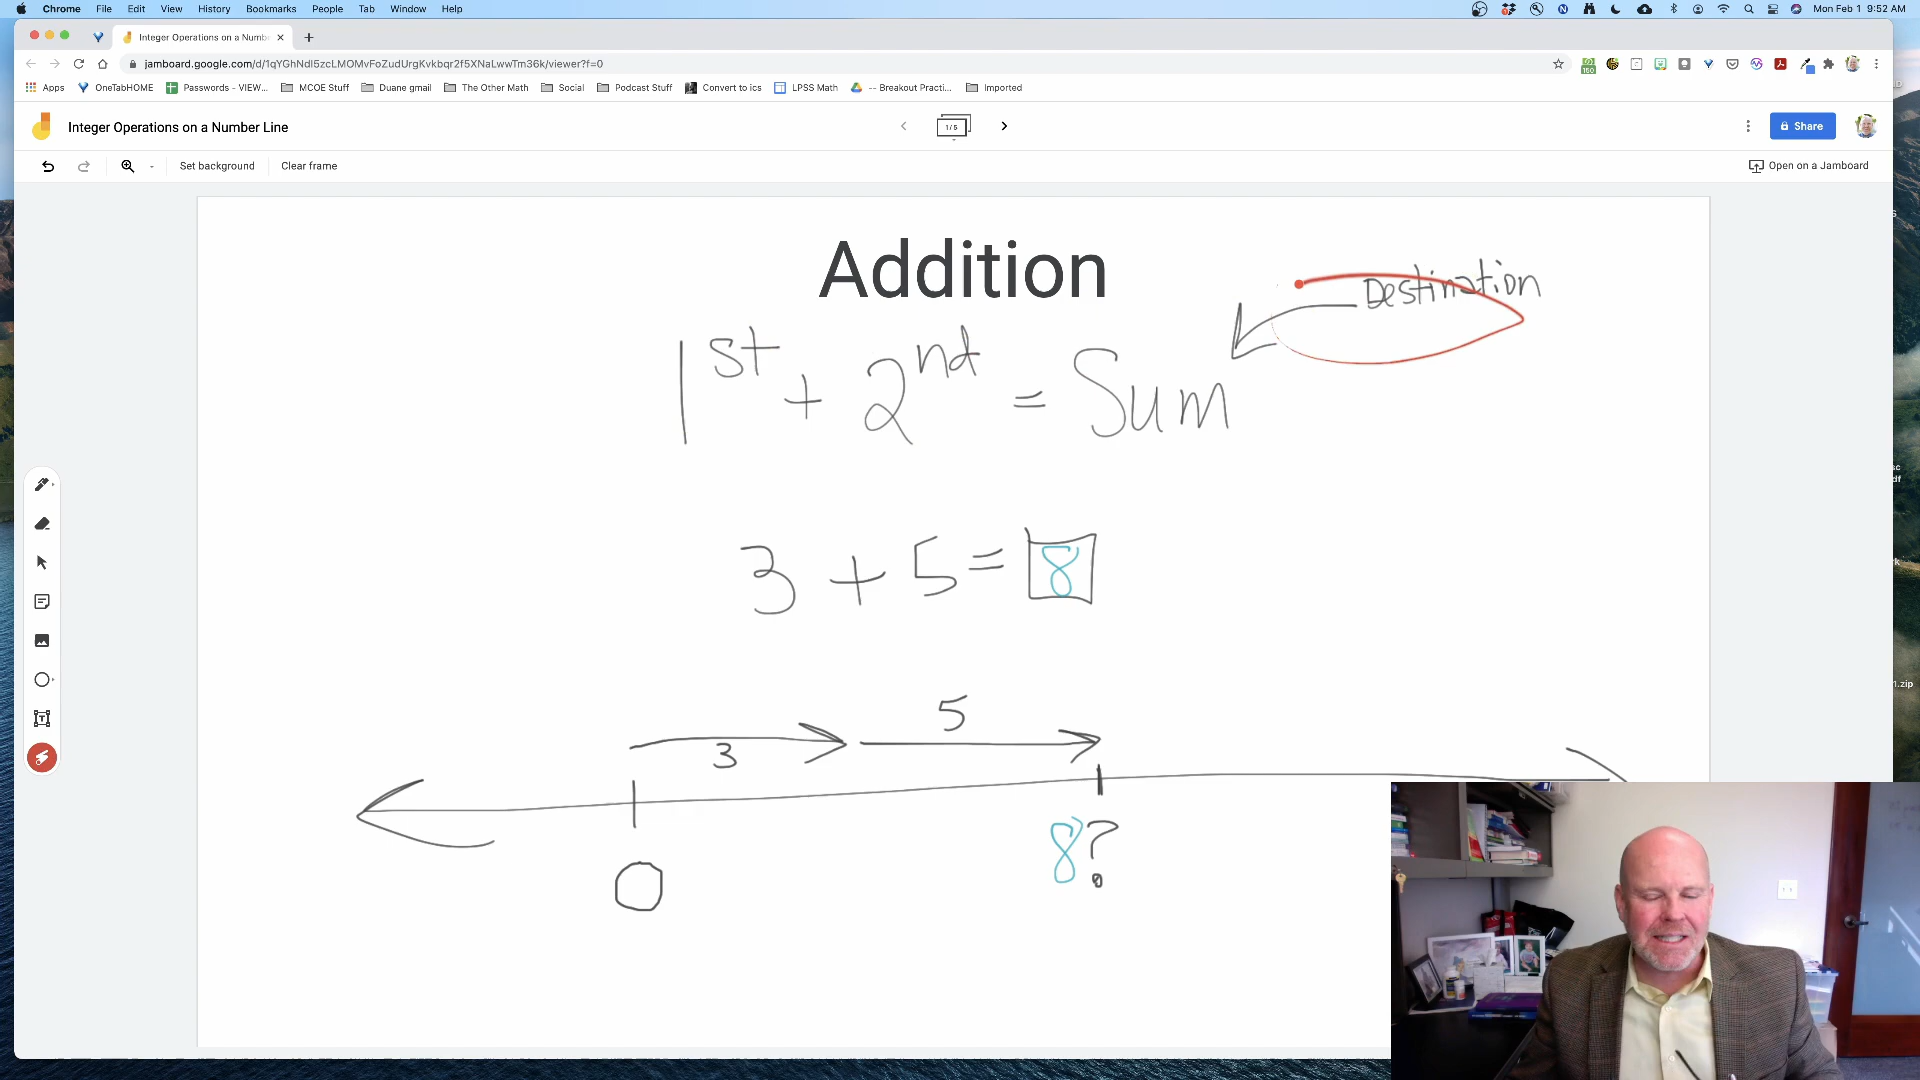 Chrome File Edit View History Bookmarks People Tab Window Help
Mon Feb 1 9:52 AM
Integer Operations on a Numb
jamboard.google.com/d/1qYGhNdI5zcLMOMvFoZudUrgKvkbqr2f5XNaLwwTm36k/viewer?f=0
Apps OneTabHOME Passwords - VIEW... MCOE Stuff Duane gmail The Other Math Social Podcast Stuff Convert to ics LPSS Math -- Breakout Practi... Imported
Integer Operations on a Number Line
1/5
Share
Set background Clear frame
Open on a Jamboard
Addition
Destination
1st + 2nd = Sum
3 + 5 = 8
5
3
8?
0
1.zip